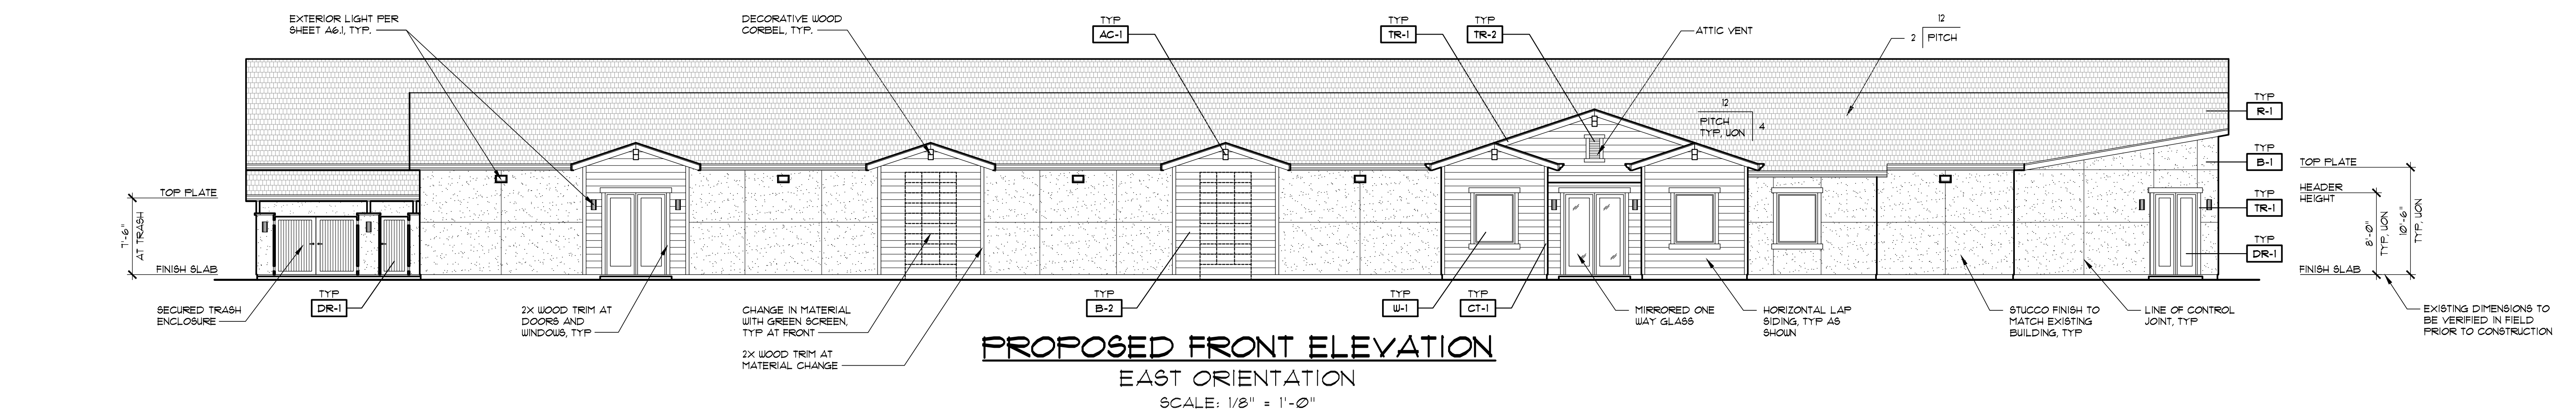 EXTERIOR LIGHT PER
SHEET A6.1, TYP.
DECORATIVE WOOD
CORBEL, TYP.
TYP
AC-1
TYP
TR-1
TYP
TR-2
ATTIC VENT
12
2 PITCH
12
PITCH
TYP, UON
4
TYP
R-1
TYP
B-1
TYP
TR-1
TYP
DR-1
TOP PLATE
HEADER
HEIGHT
8'-0"
TYP, UON
10'-6"
TYP, UON
FINISH SLAB
EXISTING DIMENSIONS TO
BE VERIFIED IN FIELD
PRIOR TO CONSTRUCTION
TOP PLATE
7'-6"
AT TRASH
FINISH SLAB
SECURED TRASH
ENCLOSURE
TYP
DR-1
2X WOOD TRIM AT
DOORS AND
WINDOWS, TYP
CHANGE IN MATERIAL
WITH GREEN SCREEN,
TYP AT FRONT
2X WOOD TRIM AT
MATERIAL CHANGE
TYP
B-2
TYP
W-1
TYP
CT-1
MIRRORED ONE
WAY GLASS
HORIZONTAL LAP
SIDING, TYP AS
SHOWN
STUCCO FINISH TO
MATCH EXISTING
BUILDING, TYP
LINE OF CONTROL
JOINT, TYP
PROPOSED FRONT ELEVATION
EAST ORIENTATION
SCALE: 1/8" = 1'-0"